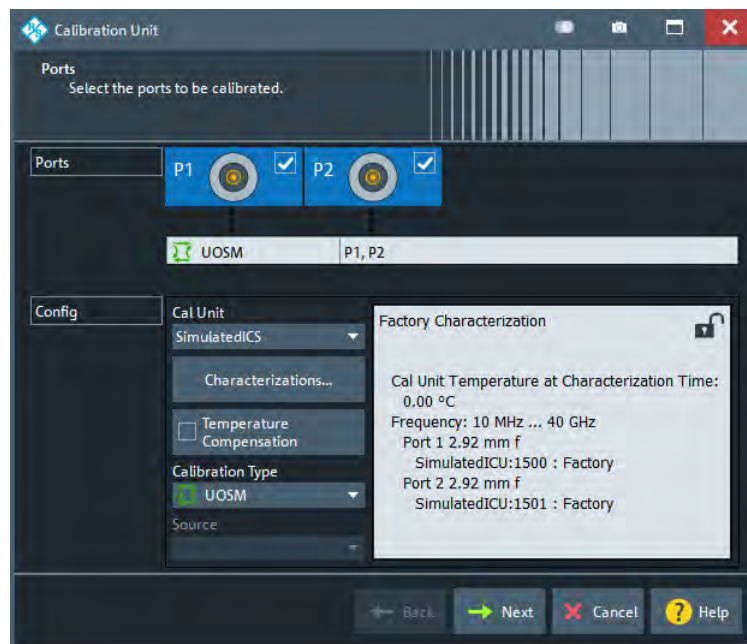 Calibration Unit
Ports
Select the ports to be calibrated.
Ports
P1
P2
UOSM
P1, P2
Config
Cal Unit
SimulatedICS
Characterizations...
Temperature
Compensation
Calibration Type
UOSM
Source
Factory Characterization
Cal Unit Temperature at Characterization Time:
0.00 °C
Frequency: 10 MHz ... 40 GHz
Port 1 2.92 mm f
SimulatedICU:1500 : Factory
Port 2 2.92 mm f
SimulatedICU:1501 : Factory
Back
Next
Cancel
? Help